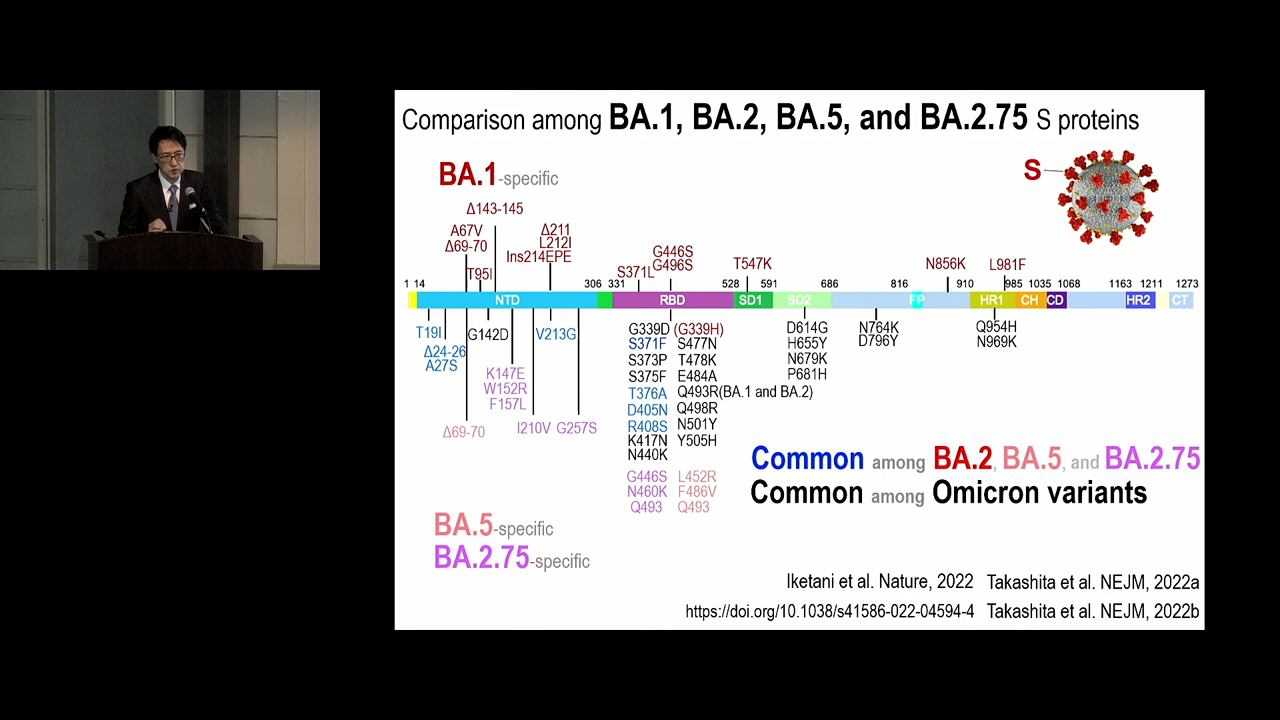 Comparison among BA.1, BA.2, BA.5, and BA.2.75 S proteins
BA.1-specific
S
Δ143-145
A67V
Δ69-70
T95I
Δ211
L212I
Ins214EPE
S371L
G446S
G496S
T547K
N856K
L981F
1 14 306 331 528 591 686 816 910 985 1035 1068 1163 1211 1273
NTD RBD SD1 SD2 FP HR1 CH CD HR2 CT
T19I
Δ24-26
A27S
G142D
V213G
K147E
W152R
F157L
Δ69-70
I210V G257S
G339D (G339H)
S371F S477N
S373P T478K
S375F E484A
T376A Q493R(BA.1 and BA.2)
D405N Q498R
R408S N501Y
K417N Y505H
N440K
G446S L452R
N460K F486V
Q493 Q493
D614G
H655Y
N679K
P681H
N764K
D796Y
Q954H
N969K
Common among BA.2, BA.5, and BA.2.75
Common among Omicron variants
BA.5-specific
BA.2.75-specific
Iketani et al. Nature, 2022 Takashita et al. NEJM, 2022a
https://doi.org/10.1038/s41586-022-04594-4 Takashita et al. NEJM, 2022b